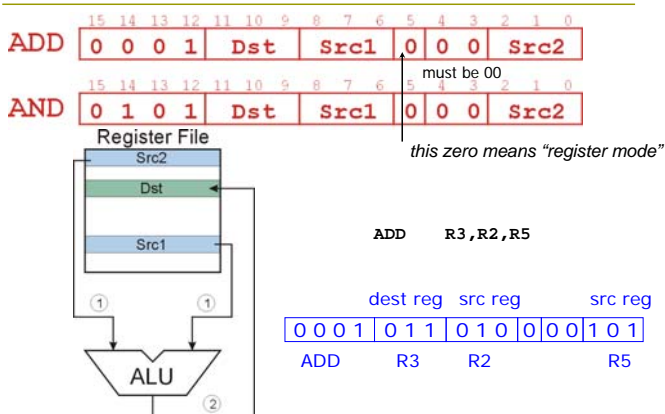 15 14 13 12 11 10 9 8 7 6 5 4 3 2 1 0
ADD 0 0 0 1 Dst Src1 0 0 0 Src2
must be 00
15 14 13 12 11 10 9 8 7 6 5 4 3 2 1 0
AND 0 1 0 1 Dst Src1 0 0 0 Src2
this zero means “register mode”
Register File
Src2
Dst
Src1
1 1
ALU
2
ADD R3,R2,R5
dest reg src reg src reg
0 0 0 1 0 1 1 0 1 0 0 0 0 1 0 1
ADD R3 R2 R5